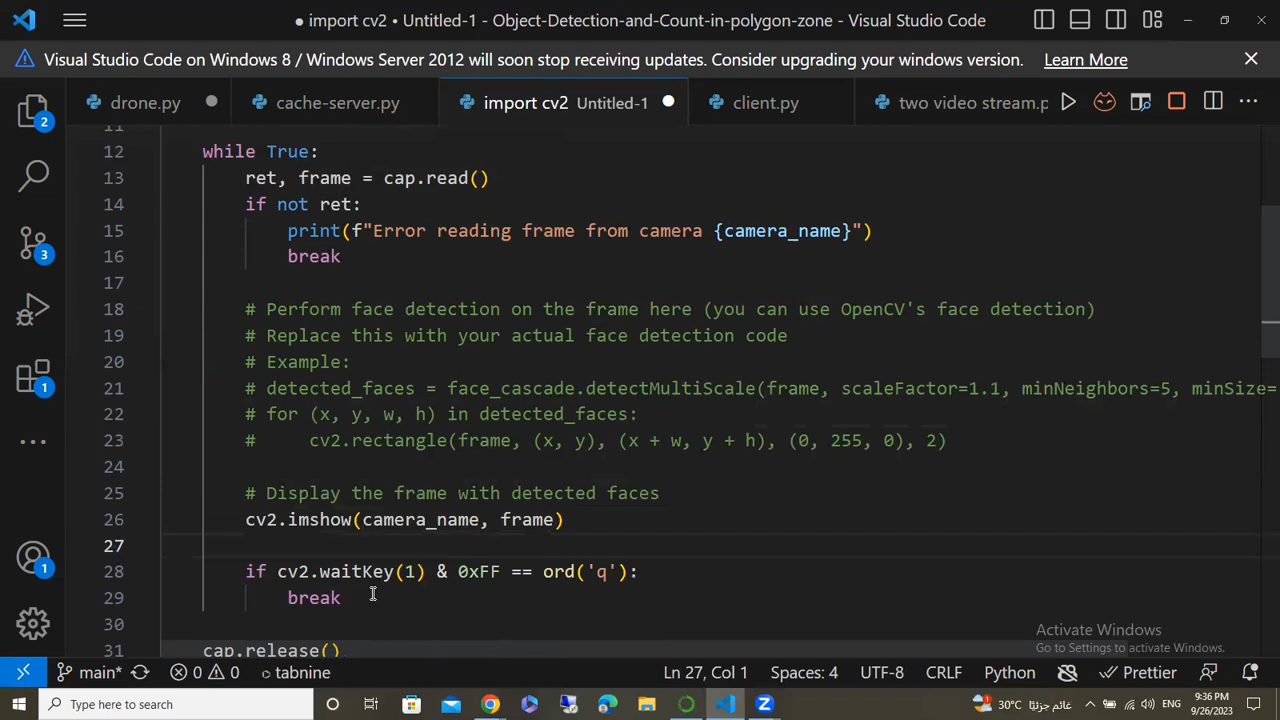 ● import cv2 • Untitled-1 - Object-Detection-and-Count-in-polygon-zone - Visual Studio Code
Visual Studio Code on Windows 8 / Windows Server 2012 will soon stop receiving updates. Consider upgrading your windows version. Learn More
drone.py
cache-server.py
import cv2 Untitled-1
client.py
two video stream.p
2
3
1
1
11
12 while True:
13 ret, frame = cap.read()
14 if not ret:
15 print(f"Error reading frame from camera {camera_name}")
16 break
17
18 # Perform face detection on the frame here (you can use OpenCV's face detection)
19 # Replace this with your actual face detection code
20 # Example:
21 # detected_faces = face_cascade.detectMultiScale(frame, scaleFactor=1.1, minNeighbors=5, minSize=
22 # for (x, y, w, h) in detected_faces:
23 #    cv2.rectangle(frame, (x, y), (x + w, y + h), (0, 255, 0), 2)
24
25 # Display the frame with detected faces
26 cv2.imshow(camera_name, frame)
27
28 if cv2.waitKey(1) & 0xFF == ord('q'):
29 break
30
31 cap.release()
Activate Windows
Go to Settings to activate Windows.
main* 0 0 tabnine Ln 27, Col 1 Spaces: 4 UTF-8 CRLF Python Prettier
Type here to search
30° غائم جزئيًا
9:36 PM
9/26/2023